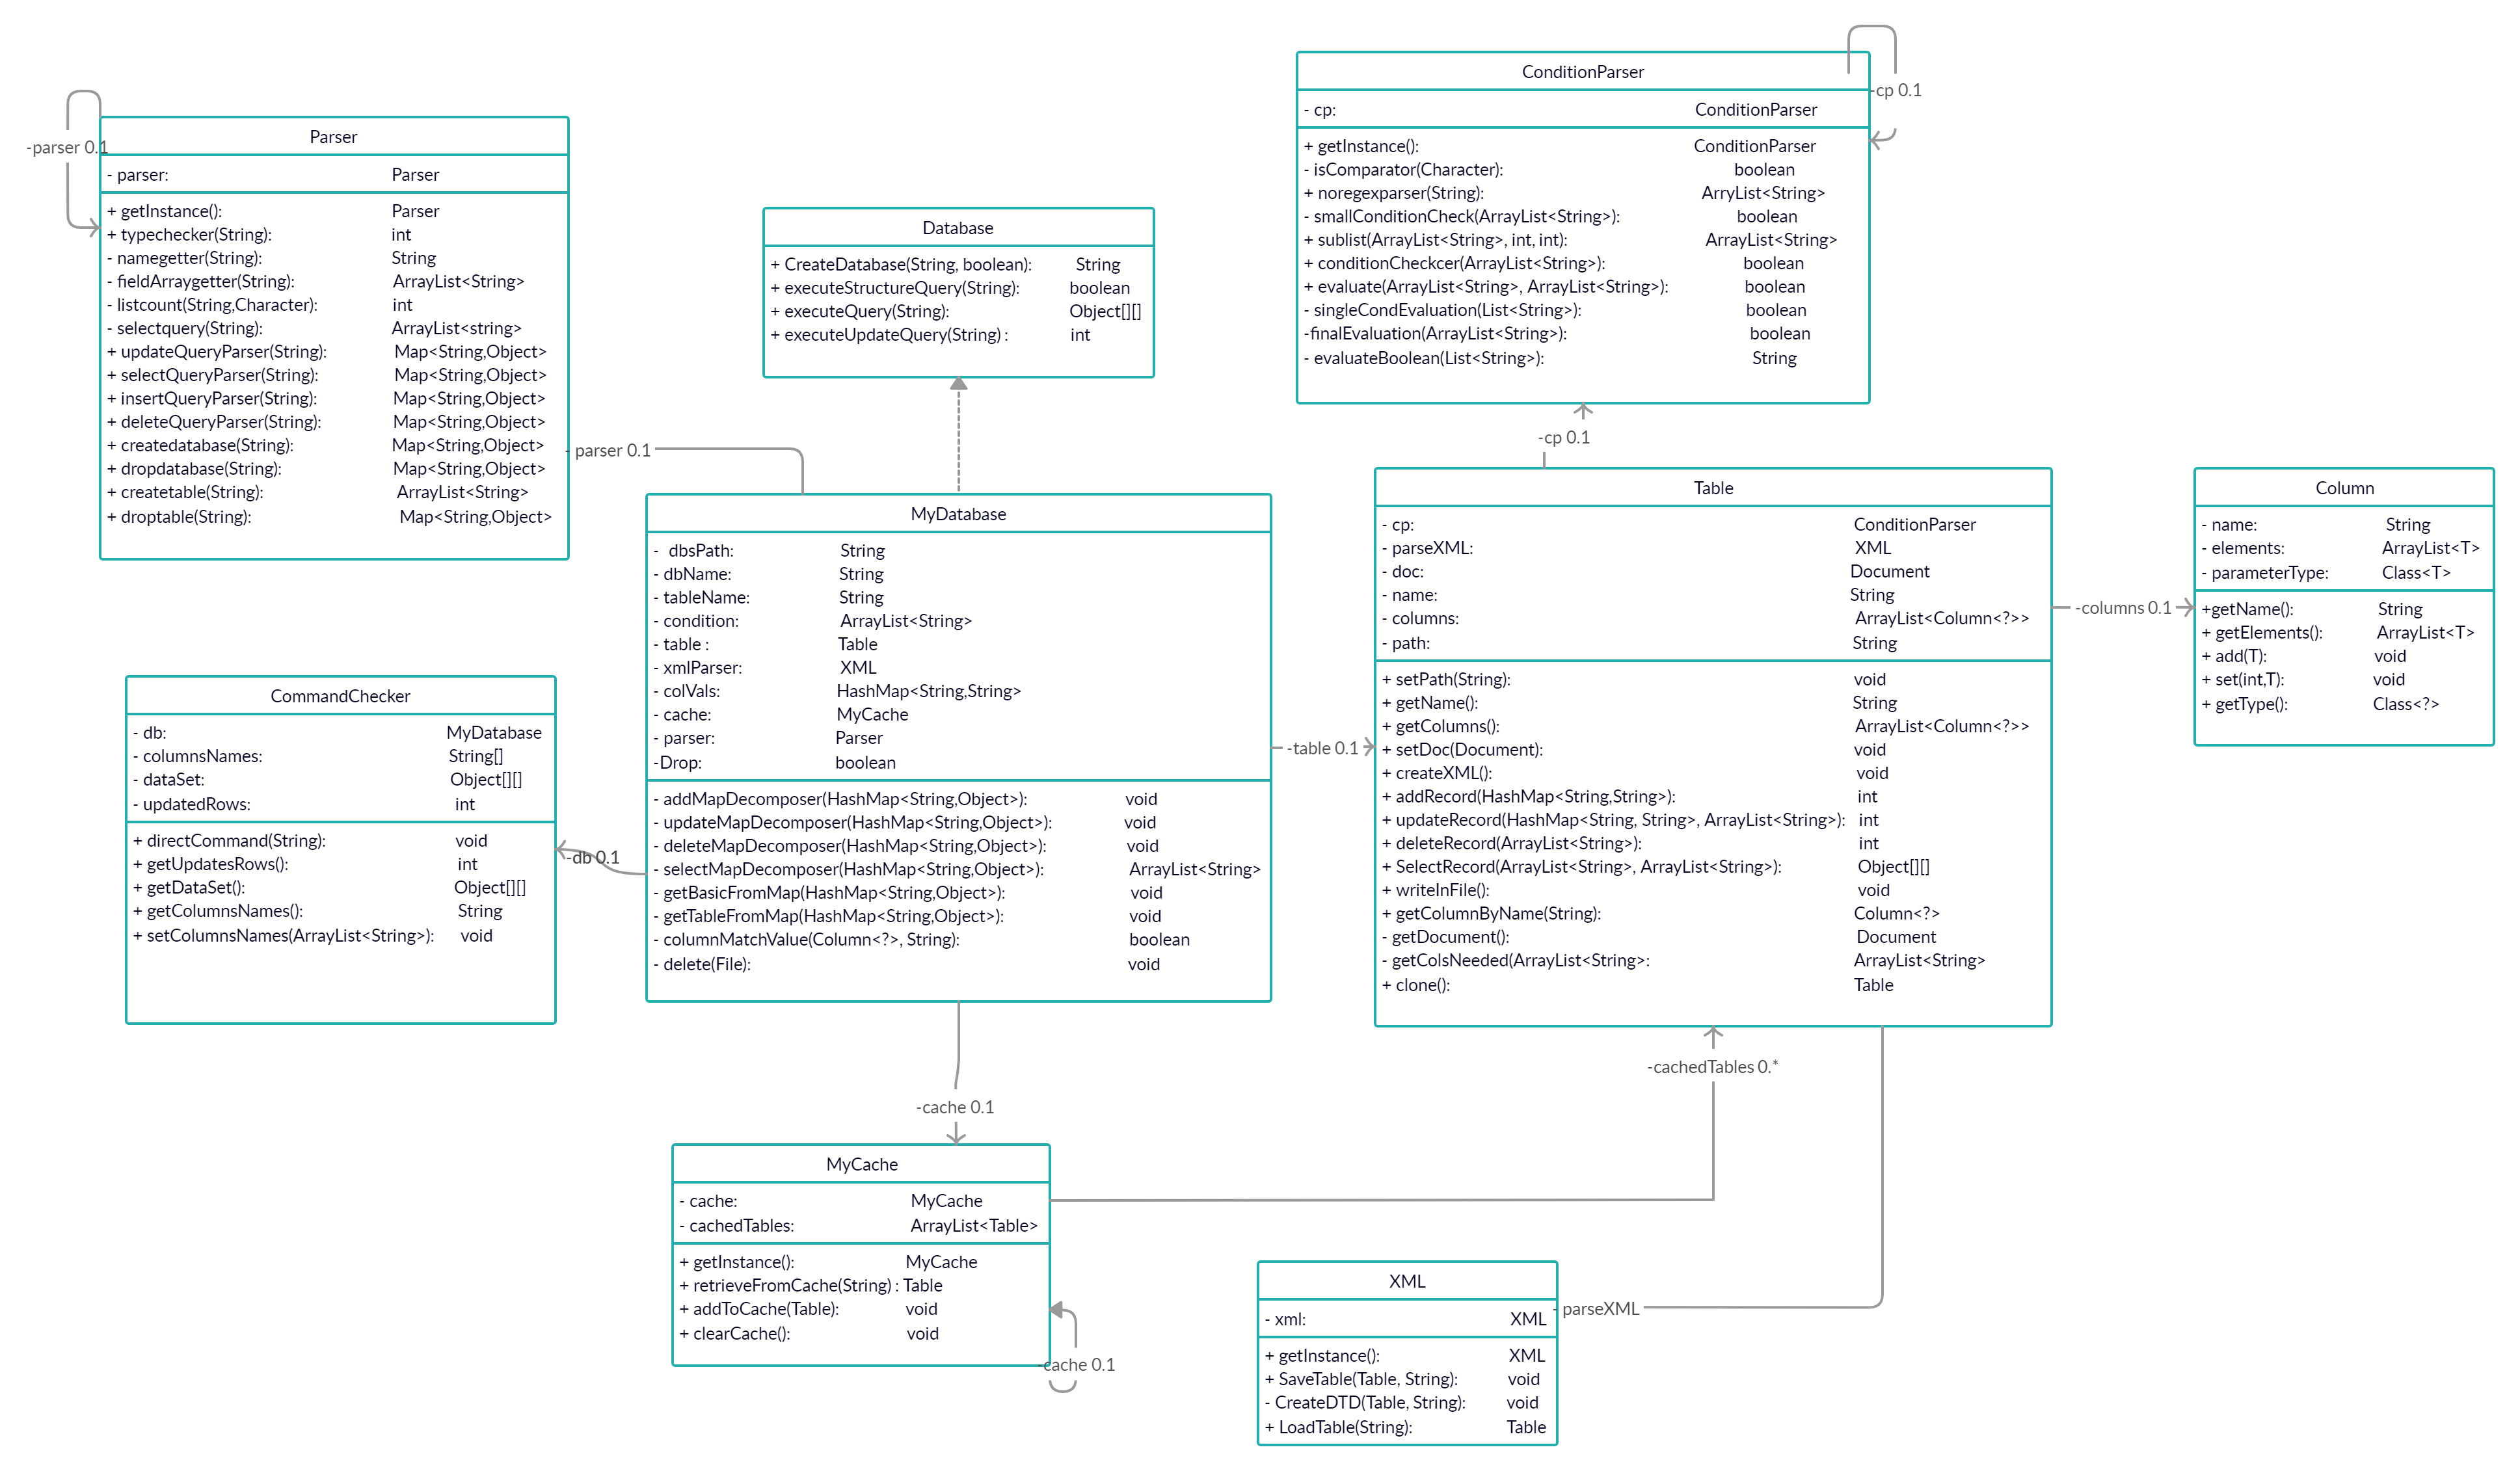 ConditionParser
- cp: ConditionParser
+ getInstance(): ConditionParser
- isComparator(Character): boolean
+ noregexparser(String): ArryList<String>
- smallConditionCheck(ArrayList<String>): boolean
+ sublist(ArrayList<String>, int, int): ArrayList<String>
+ conditionCheckcer(ArrayList<String>): boolean
+ evaluate(ArrayList<String>, ArrayList<String>): boolean
- singleCondEvaluation(List<String>): boolean
-finalEvaluation(ArrayList<String>): boolean
- evaluateBoolean(List<String>): String
-cp 0.1
-parser 0.1
Parser
- parser: Parser
+ getInstance(): Parser
+ typechecker(String): int
- namegetter(String): String
- fieldArraygetter(String): ArrayList<String>
- listcount(String,Character): int
- selectquery(String): ArrayList<string>
+ updateQueryParser(String): Map<String,Object>
+ selectQueryParser(String): Map<String,Object>
+ insertQueryParser(String): Map<String,Object>
+ deleteQueryParser(String): Map<String,Object>
+ createdatabase(String): Map<String,Object>
+ dropdatabase(String): Map<String,Object>
+ createtable(String): ArrayList<String>
+ droptable(String): Map<String,Object>
Database
+ CreateDatabase(String, boolean): String
+ executeStructureQuery(String): boolean
+ executeQuery(String): Object[][]
+ executeUpdateQuery(String) : int
- parser 0.1
-cp 0.1
MyDatabase
- dbsPath: String
- dbName: String
- tableName: String
- condition: ArrayList<String>
- table : Table
- xmlParser: XML
- colVals: HashMap<String,String>
- cache: MyCache
- parser: Parser
-Drop: boolean
- addMapDecomposer(HashMap<String,Object>): void
- updateMapDecomposer(HashMap<String,Object>): void
- deleteMapDecomposer(HashMap<String,Object>): void
- selectMapDecomposer(HashMap<String,Object>): ArrayList<String>
- getBasicFromMap(HashMap<String,Object>): void
- getTableFromMap(HashMap<String,Object>): void
- columnMatchValue(Column<?>, String): boolean
- delete(File): void
-table 0.1
Table
- cp: ConditionParser
- parseXML: XML
- doc: Document
- name: String
- columns: ArrayList<Column<?>>
- path: String
+ setPath(String): void
+ getName(): String
+ getColumns(): ArrayList<Column<?>>
+ setDoc(Document): void
+ createXML(): void
+ addRecord(HashMap<String,String>): int
+ updateRecord(HashMap<String, String>, ArrayList<String>): int
+ deleteRecord(ArrayList<String>): int
+ SelectRecord(ArrayList<String>, ArrayList<String>): Object[][]
+ writeInFile(): void
+ getColumnByName(String): Column<?>
- getDocument(): Document
- getColsNeeded(ArrayList<String>: ArrayList<String>
+ clone(): Table
-columns 0.1
Column
- name: String
- elements: ArrayList<T>
- parameterType: Class<T>
+getName(): String
+ getElements(): ArrayList<T>
+ add(T): void
+ set(int,T): void
+ getType(): Class<?>
CommandChecker
- db: MyDatabase
- columnsNames: String[]
- dataSet: Object[][]
- updatedRows: int
+ directCommand(String): void
+ getUpdatesRows(): int
+ getDataSet(): Object[][]
+ getColumnsNames(): String
+ setColumnsNames(ArrayList<String>): void
-db 0.1
-cachedTables 0.*
-cache 0.1
MyCache
- cache: MyCache
- cachedTables: ArrayList<Table>
+ getInstance(): MyCache
+ retrieveFromCache(String) : Table
+ addToCache(Table): void
+ clearCache(): void
-cache 0.1
XML
- xml: XML
+ getInstance(): XML
+ SaveTable(Table, String): void
- CreateDTD(Table, String): void
+ LoadTable(String): Table
- parseXML